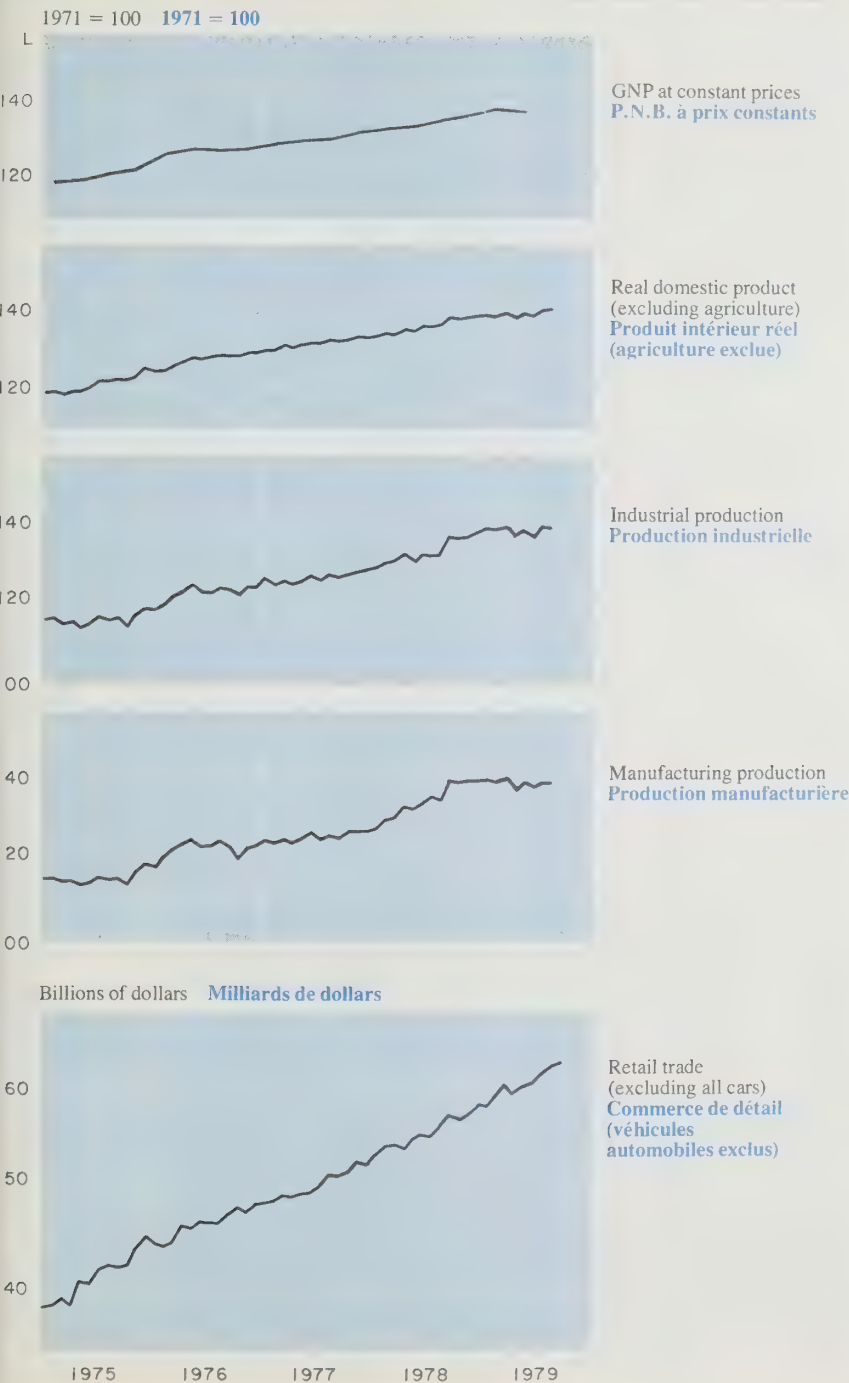 1971 = 100 1971 = 100
L
140
GNP at constant prices
P.N.B. à prix constants
120
Real domestic product
(excluding agriculture)
Produit intérieur réel
(agriculture exclue)
140
120
Industrial production
Production industrielle
140
120
00
Manufacturing production
Production manufacturière
40
20
00
Billions of dollars Milliards de dollars
Retail trade
(excluding all cars)
Commerce de détail
(véhicules
automobiles exclus)
60
50
40
1975 1976 1977 1978 1979